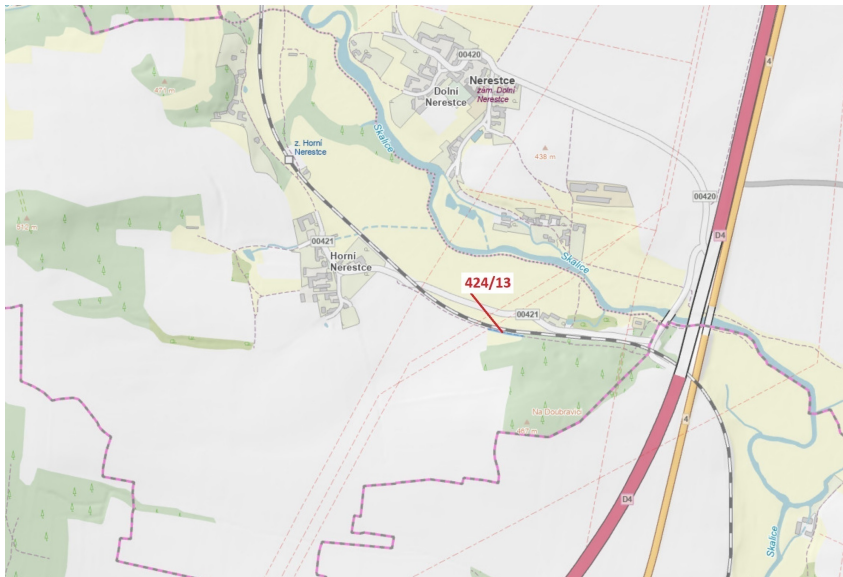 00420
4
Nerestce
zám. Dolní
Nerestce
Dolní
Nerestce
Skalice
z. Horní
Nerestce
438 m
00420
D4
00421
Horní
Nerestce
Skalice
424/13
00421
Na Doubravici
4
D4
Skalice